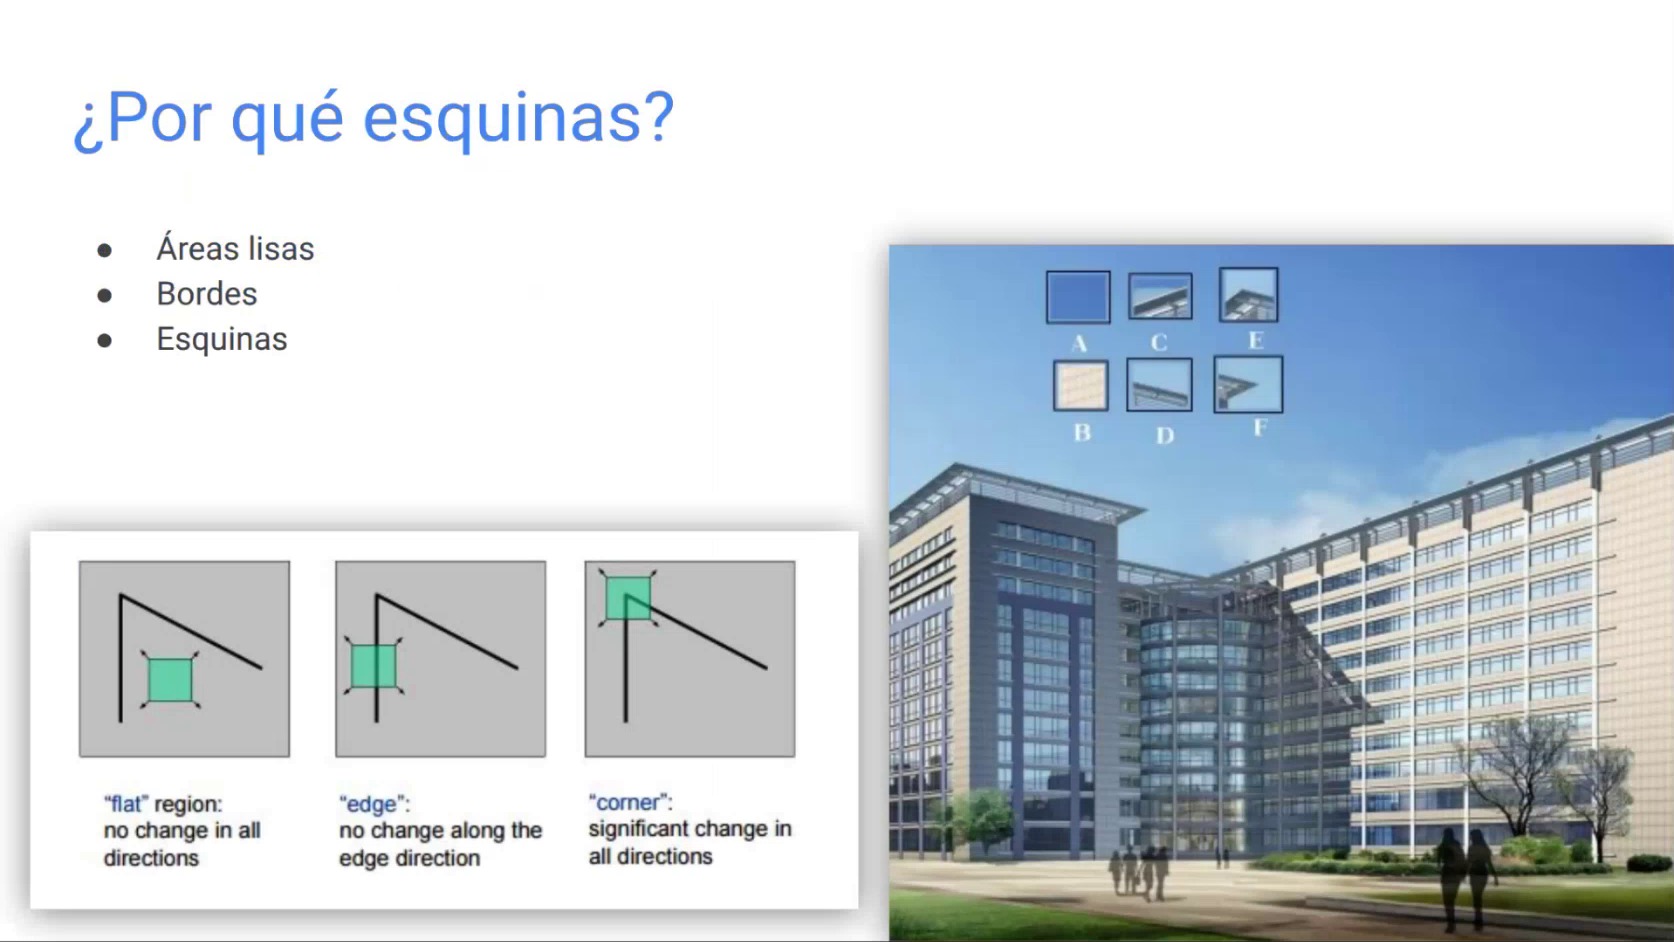 ¿Por qué esquinas?
● Áreas lisas
● Bordes
● Esquinas
A C E
B D F
“flat” region:
no change in all
directions
“edge”:
no change along the
edge direction
“corner”:
significant change in
all directions